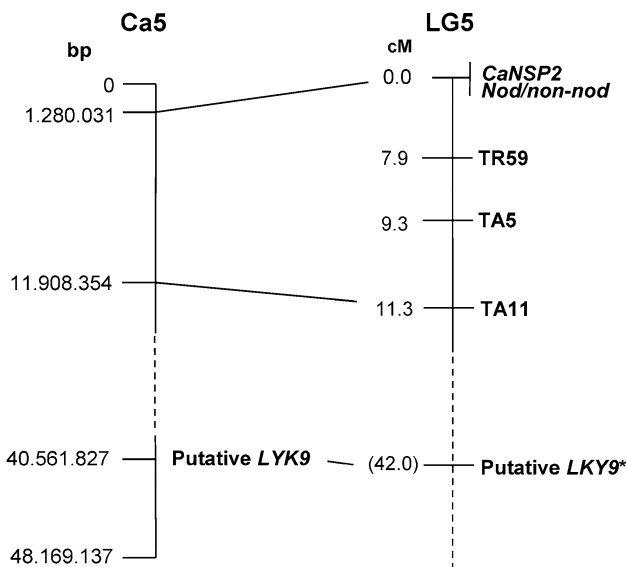 Ca5
LG5
bp
cM
0
0.0
CaNSP2
Nod/non-nod
1.280.031
7.9
TR59
9.3
TA5
11.908.354
11.3
TA11
40.561.827
Putative LYK9
(42.0)
Putative LKY9*
48.169.137